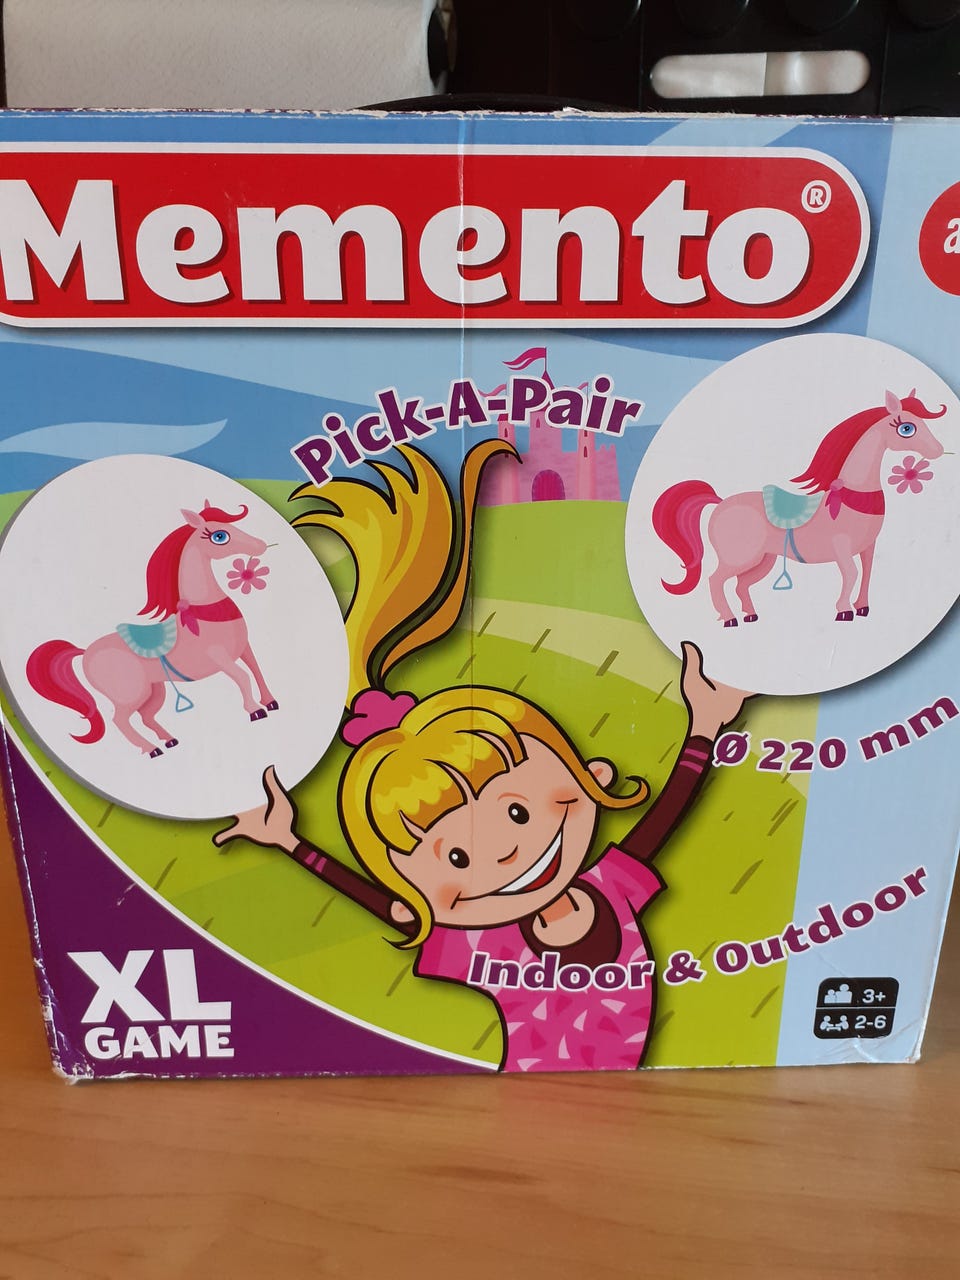 Memento®
Pick-A-Pair
Ø 220 mm
Indoor & Outdoor
XL
GAME
3+
2-6